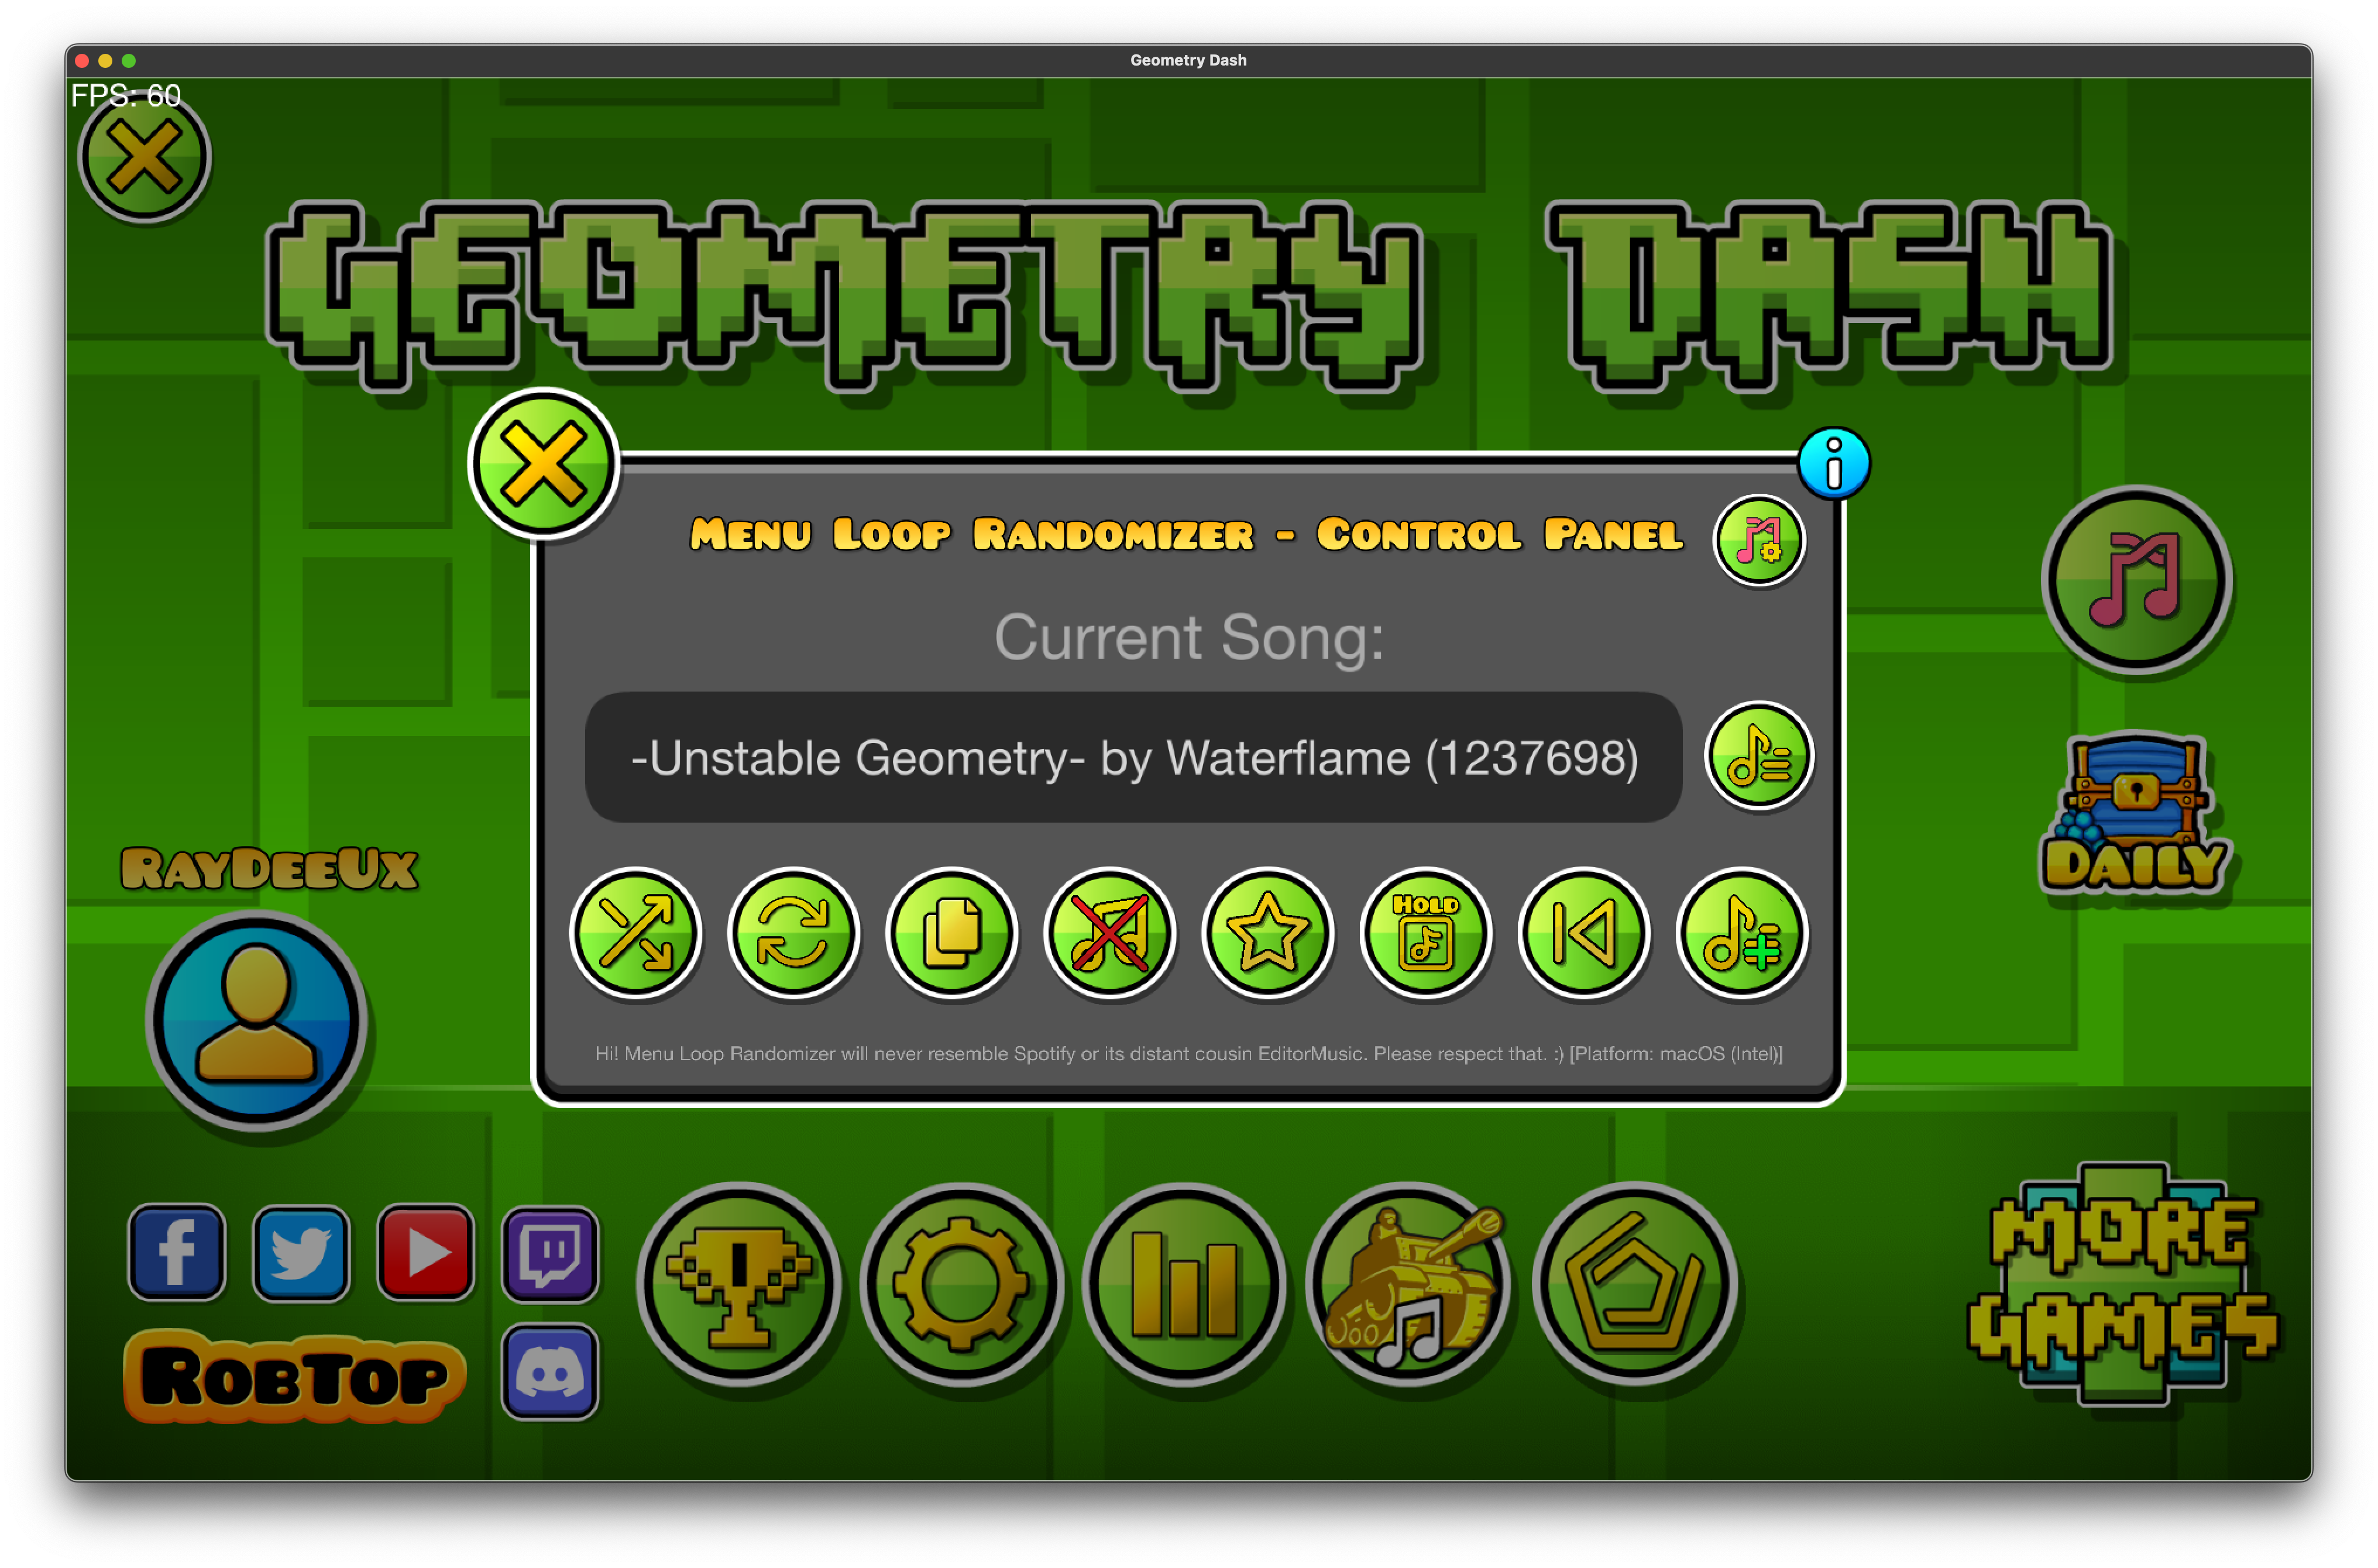 Geometry Dash
FPS: 60
GEOMETRY DASH
Menu Loop Randomizer - Control Panel
Current Song:
-Unstable Geometry- by Waterflame (1237698)
RayDeeUx
Daily
Hold
Hi! Menu Loop Randomizer will never resemble Spotify or its distant cousin EditorMusic. Please respect that. :) [Platform: macOS (Intel)]
RobTop
MORE
GAMES